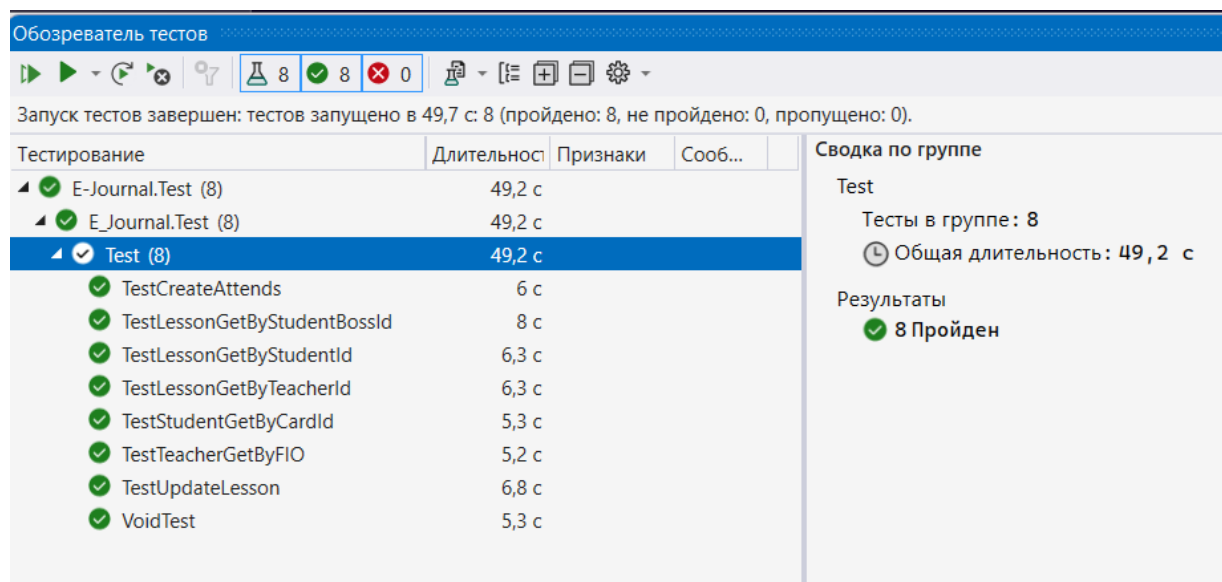 Обозреватель тестов
8 8 0
Запуск тестов завершен: тестов запущено в 49,7 с: 8 (пройдено: 8, не пройдено: 0, пропущено: 0).
Тестирование Длительност Признаки Сооб...
E-Journal.Test (8) 49,2 с
E_Journal.Test (8) 49,2 с
Test (8) 49,2 с
TestCreateAttends 6 с
TestLessonGetByStudentBossId 8 с
TestLessonGetByStudentId 6,3 с
TestLessonGetByTeacherId 6,3 с
TestStudentGetByCardId 5,3 с
TestTeacherGetByFIO 5,2 с
TestUpdateLesson 6,8 с
VoidTest 5,3 с
Сводка по группе
Test
Тесты в группе: 8
Общая длительность: 49,2 с
Результаты
8 Пройден